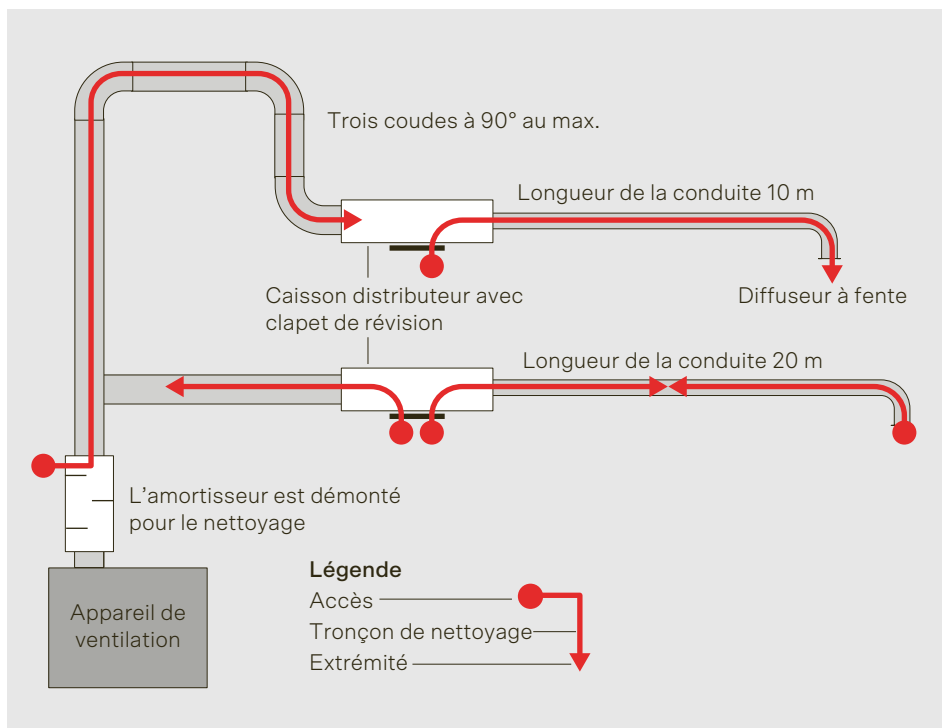 Trois coudes à 90° au max.
Longueur de la conduite 10 m
Caisson distributeur avec
clapet de révision
Diffuseur à fente
Longueur de la conduite 20 m
L’amortisseur est démonté
pour le nettoyage
Appareil de
ventilation
Légende
Accès
Tronçon de nettoyage
Extrémité